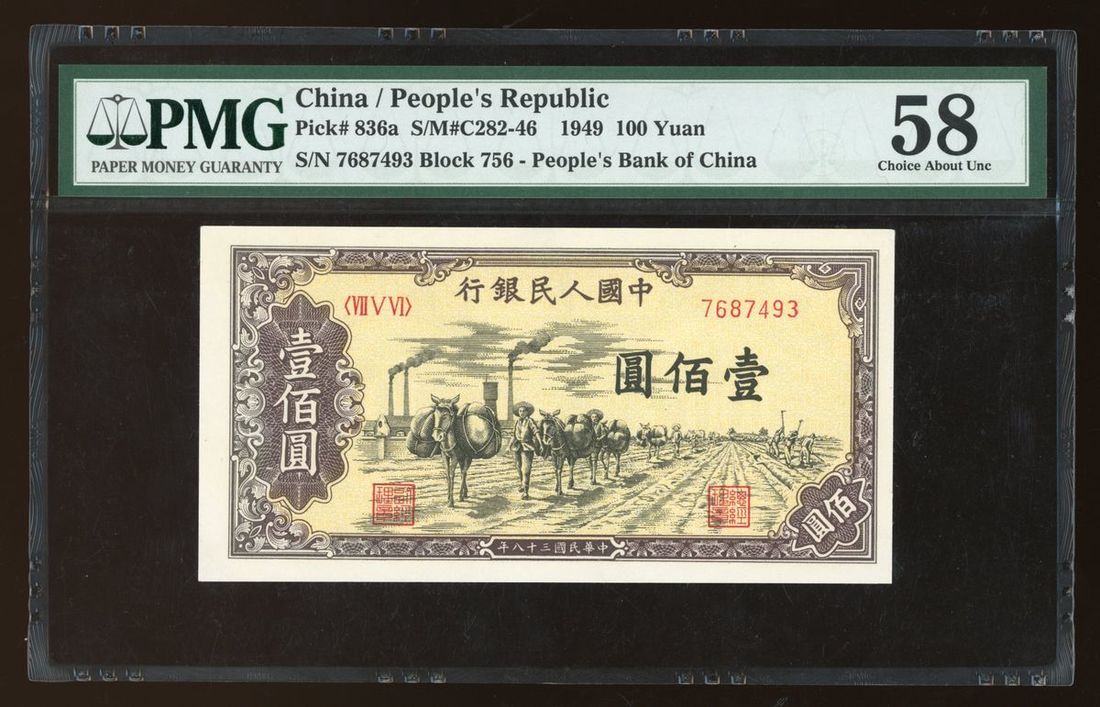 PMG
PAPER MONEY GUARANTY
China / People's Republic
Pick# 836a S/M#C282-46 1949 100 Yuan
S/N 7687493 Block 756 - People's Bank of China
58
Choice About Unc
行銀民人國中
〈VII V VI〉
7687493
圓佰壹
壹佰圓
佰圓
年八十三國民華中